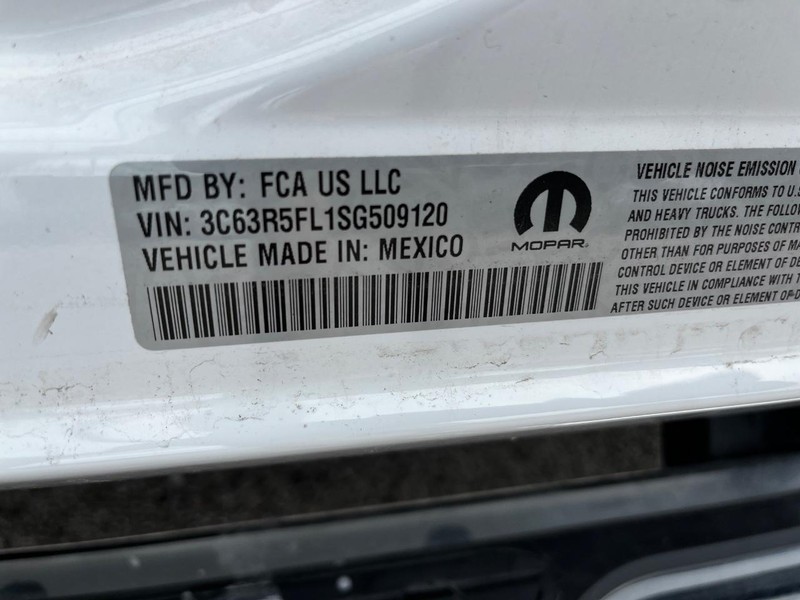 MFD BY: FCA US LLC
VIN: 3C63R5FL1SG509120
VEHICLE MADE IN: MEXICO
MOPAR
VEHICLE NOISE EMISSION
THIS VEHICLE CONFORMS TO U.S
AND HEAVY TRUCKS. THE FOLLOW
PROHIBITED BY THE NOISE CONTR
OTHER THAN FOR PURPOSES OF MA
CONTROL DEVICE OR ELEMENT OF DE
THIS VEHICLE IN COMPLIANCE WITH T
AFTER SUCH DEVICE OR ELEMENT OF D